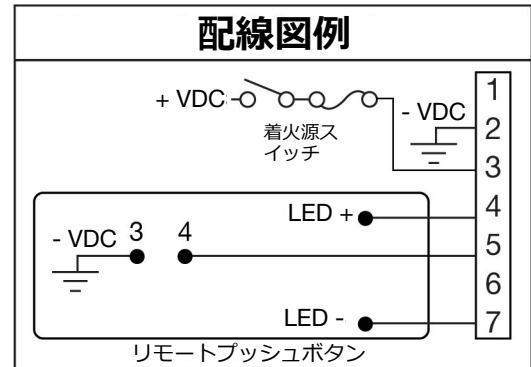 配線図例
+ VDC
着火源ス
イッチ
- VDC
1
2
3
4
5
6
7
LED +
- VDC 3 4
LED -
リモートプッシュボタン